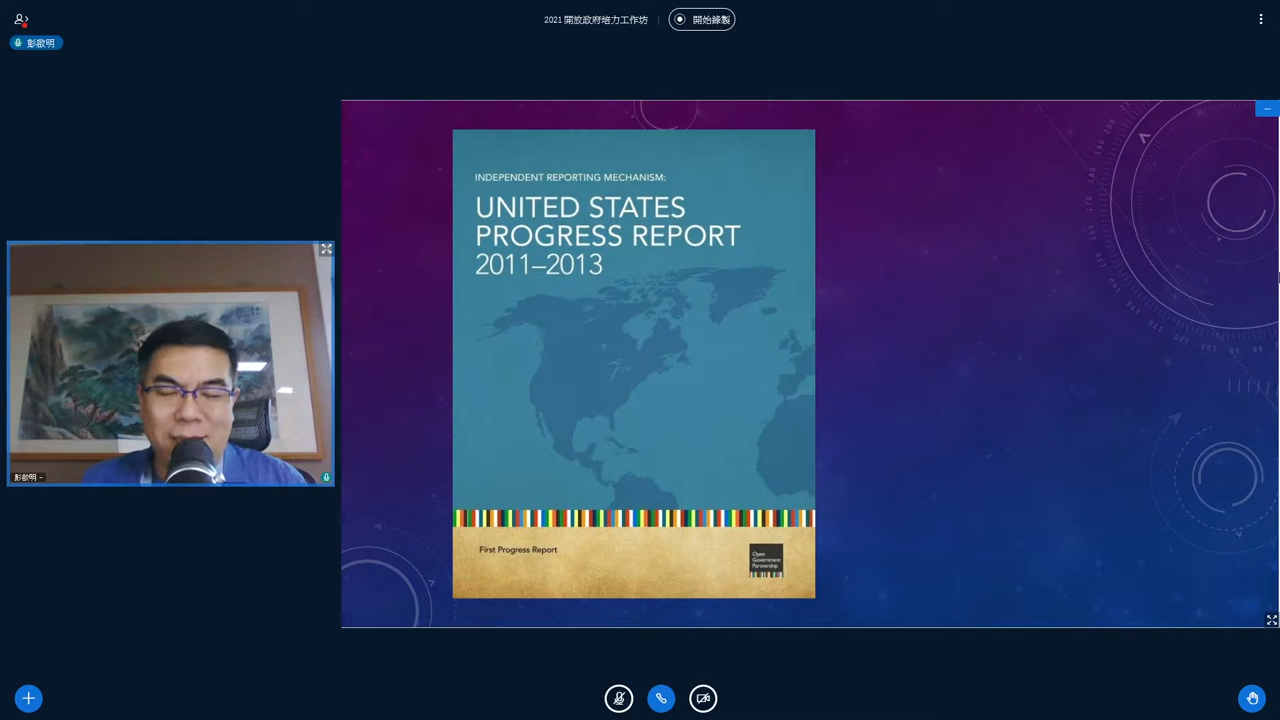 2021 開放政府培力工作坊
開始錄製
彭啟明
INDEPENDENT REPORTING MECHANISM:
UNITED STATES
PROGRESS REPORT
2011–2013
First Progress Report
Open
Government
Partnership
彭啟明